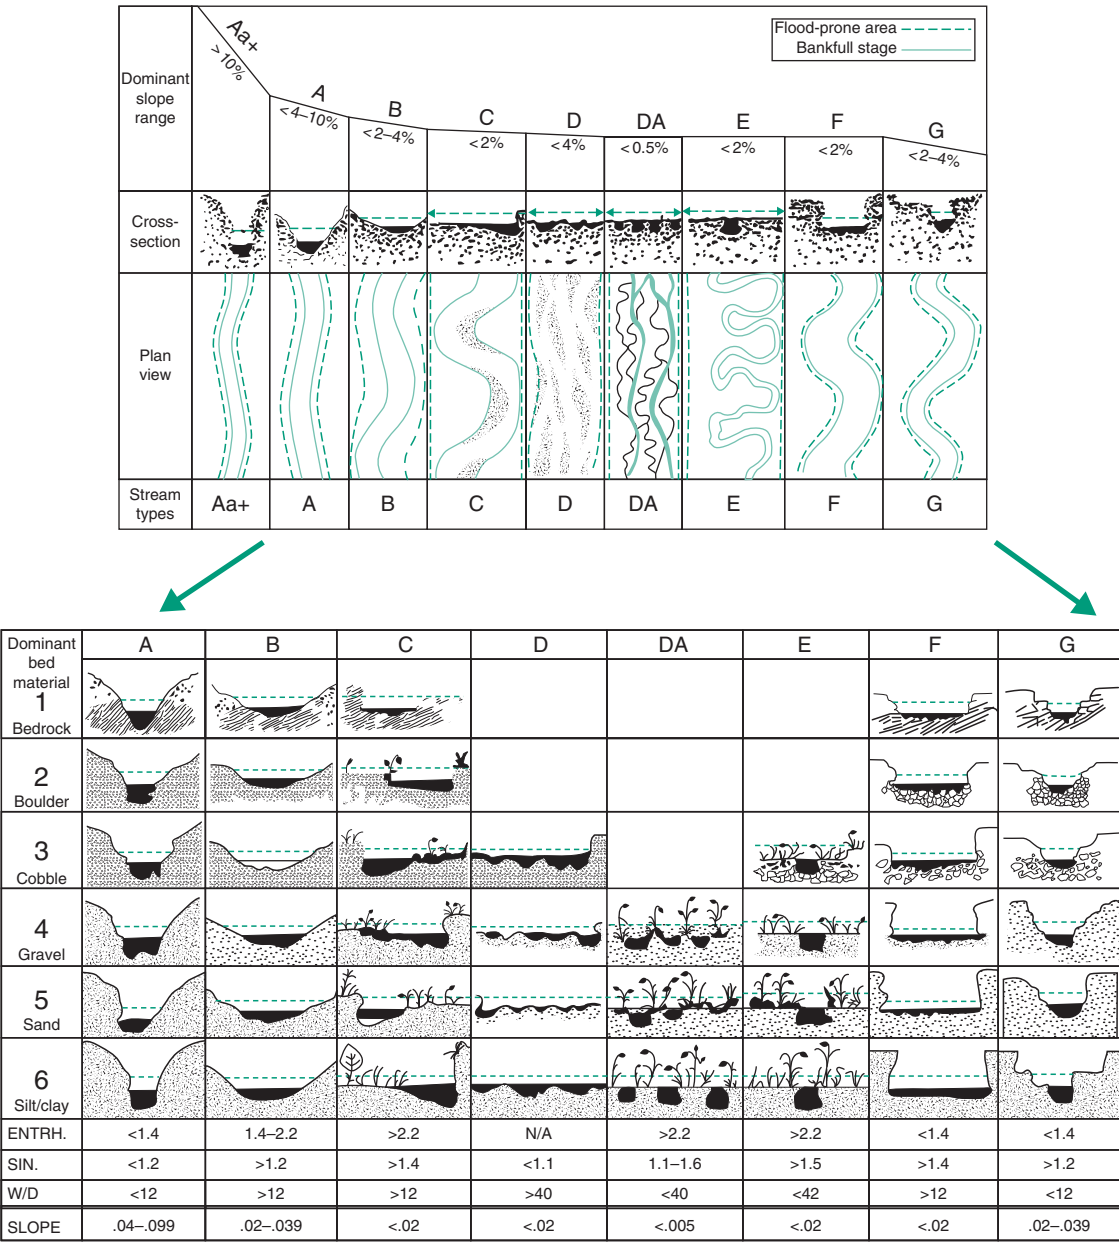 Flood-prone area
Bankfull stage
Dominant
slope
range
Aa+
>10%
A
<4–10%
B
<2–4%
C
<2%
D
<4%
DA
<0.5%
E
<2%
F
<2%
G
<2–4%
Cross-
section
Plan
view
Stream
types
Aa+ A B C D DA E F G
Dominant
bed
material
A B C D DA E F G
1
Bedrock
2
Boulder
3
Cobble
4
Gravel
5
Sand
6
Silt/clay
ENTRH. <1.4 1.4–2.2 >2.2 N/A >2.2 >2.2 <1.4 <1.4
SIN. <1.2 >1.2 >1.4 <1.1 1.1–1.6 >1.5 >1.4 >1.2
W/D <12 >12 >12 >40 <40 <42 >12 <12
SLOPE .04–.099 .02–.039 <.02 <.02 <.005 <.02 <.02 .02–.039